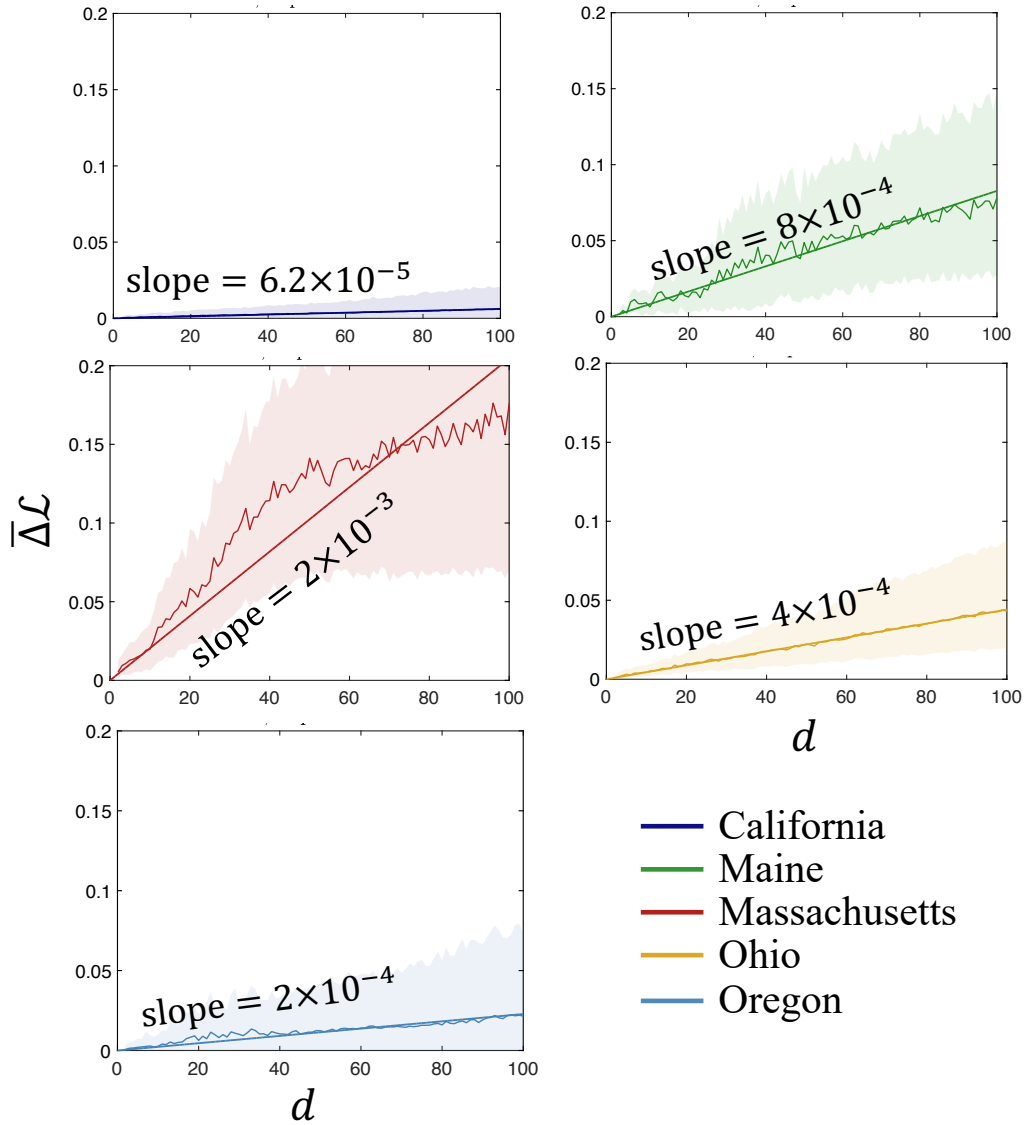 0.2
0.15
0.1
0.05
0
slope = 6.2×10⁻⁵
0 20 40 60 80 100
0.2
0.15
0.1
0.05
0
slope = 8×10⁻⁴
0 20 40 60 80 100
Δ̅ℒ
0.2
0.15
0.1
0.05
0
slope = 2×10⁻³
0 20 40 60 80 100
0.2
0.15
0.1
0.05
0
slope = 4×10⁻⁴
0 20 40 60 80 100
d
0.2
0.15
0.1
0.05
0
slope = 2×10⁻⁴
0 20 40 60 80 100
d
California
Maine
Massachusetts
Ohio
Oregon